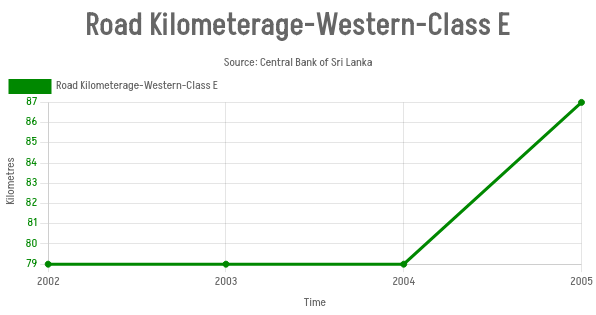 Road Kilometerage-Western-Class E
Source: Central Bank of Sri Lanka
Road Kilometerage-Western-Class E
87
86
85
84
83
82
81
80
79
Kilometres
2002 2003 2004 2005
Time